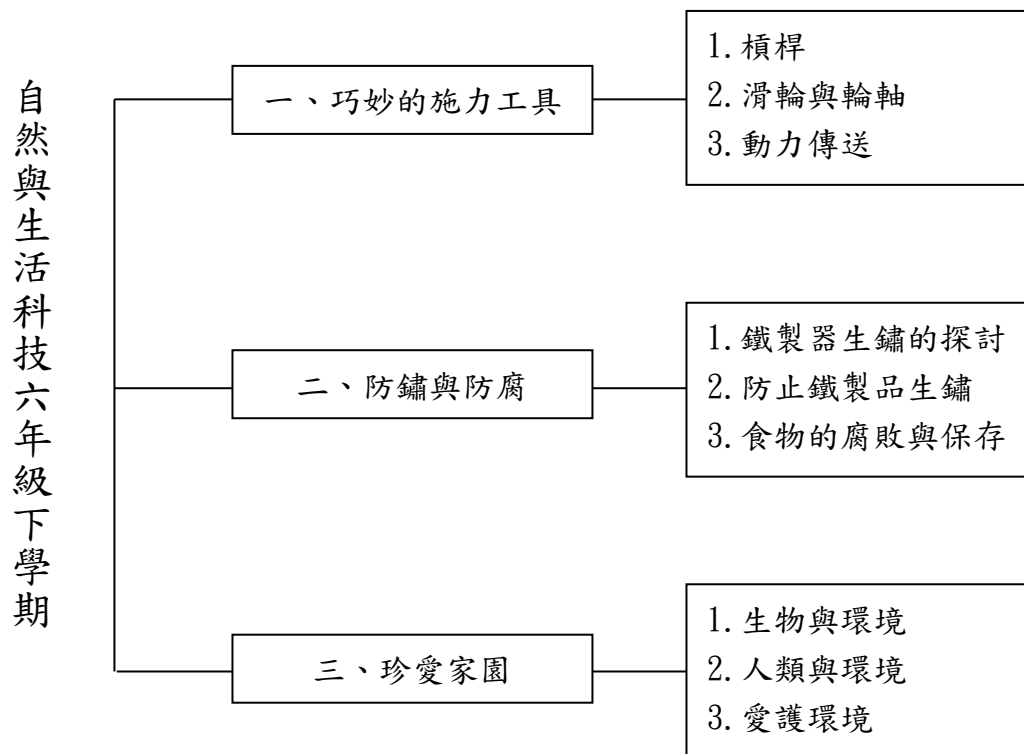 自然與生活科技六年級下學期
一、巧妙的施力工具
1.槓桿
2.滑輪與輪軸
3.動力傳送
二、防鏽與防腐
1.鐵製器生鏽的探討
2.防止鐵製品生鏽
3.食物的腐敗與保存
三、珍愛家園
1.生物與環境
2.人類與環境
3.愛護環境